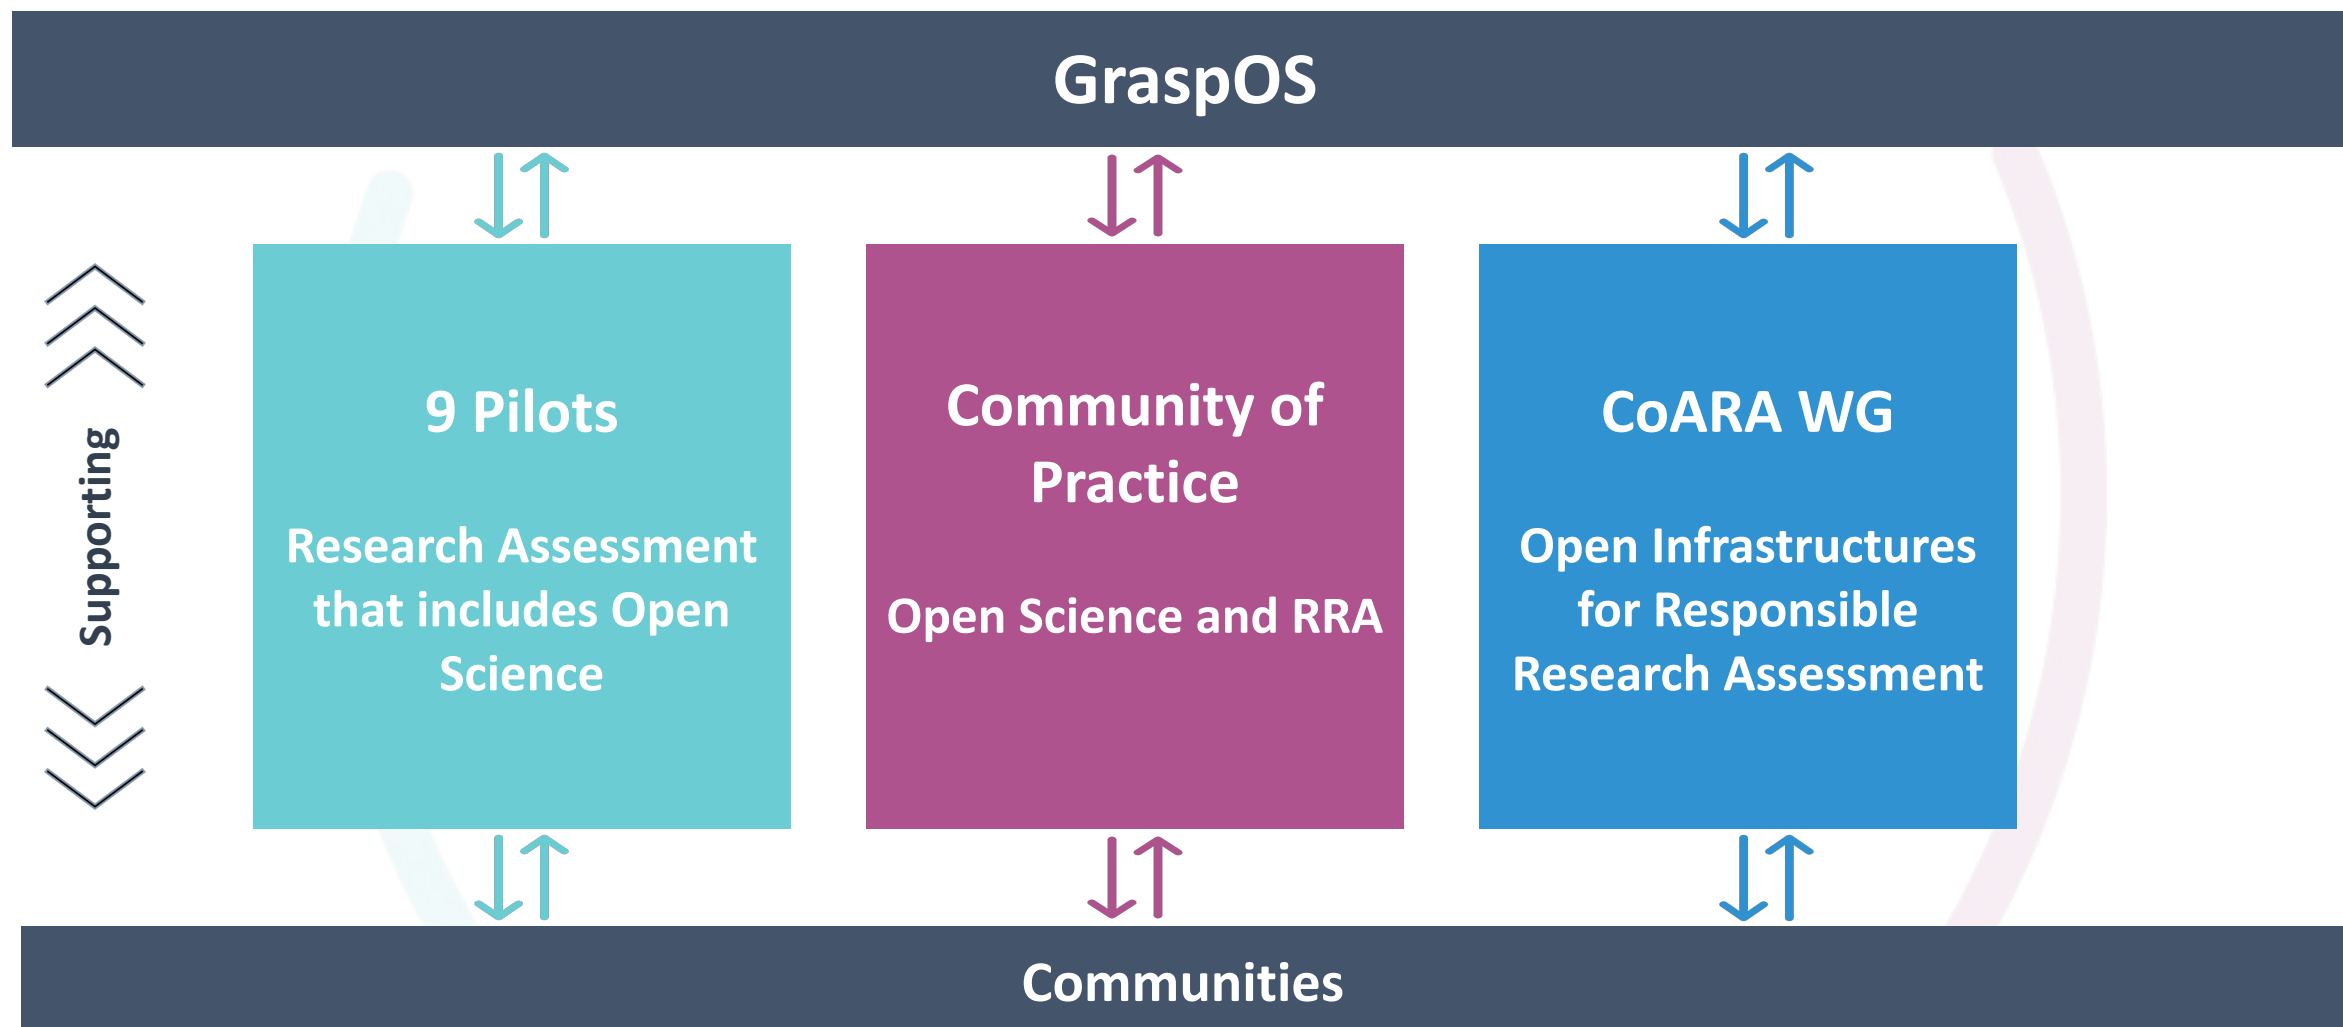 GraspOS
Supporting
9 Pilots
Research Assessment
that includes Open
Science
Community of
Practice
Open Science and RRA
CoARA WG
Open Infrastructures
for Responsible
Research Assessment
Communities